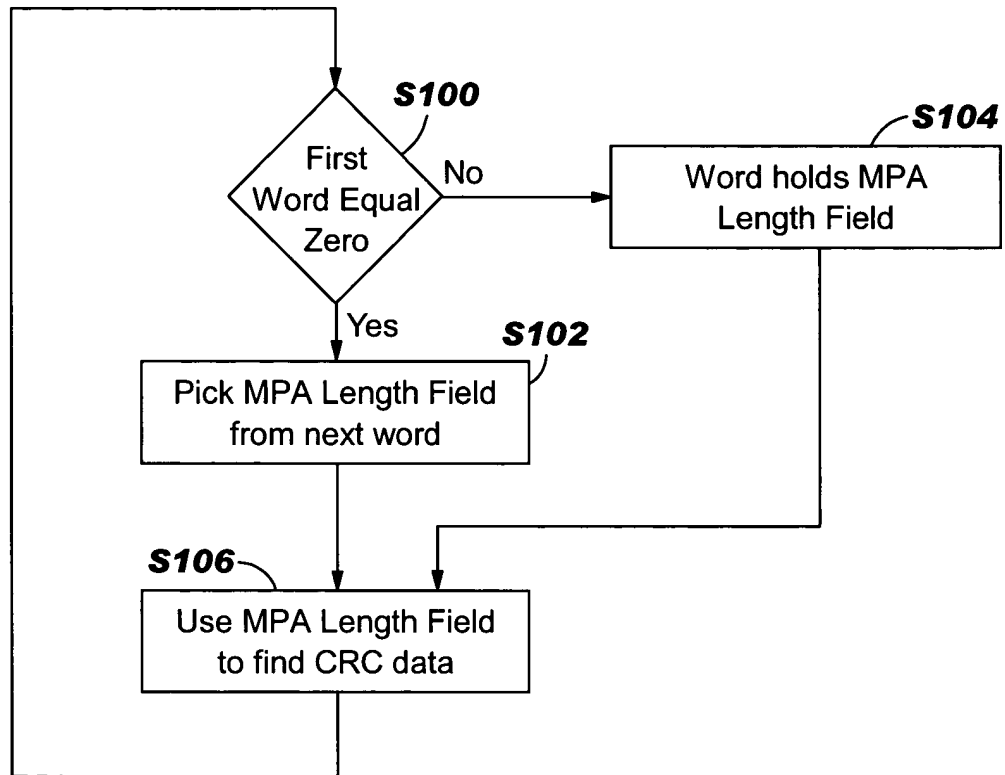 S100
First
Word Equal
Zero
No
S104
Word holds MPA
Length Field
Yes
S102
Pick MPA Length Field
from next word
S106
Use MPA Length Field
to find CRC data